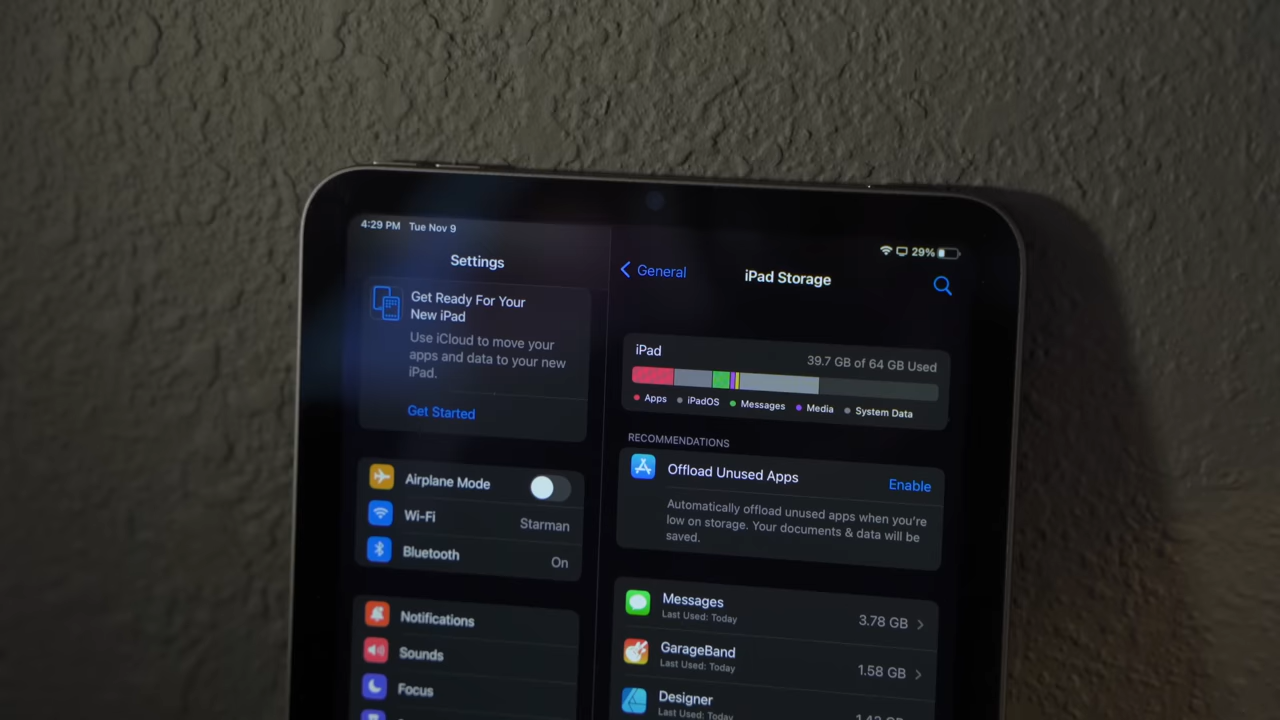 4:29 PM Tue Nov 9
29%
Settings
Get Ready For Your
New iPad
Use iCloud to move your
apps and data to your new
iPad.
Get Started
Airplane Mode
Wi-Fi Starman
Bluetooth On
Notifications
Sounds
Focus
General
iPad Storage
iPad 39.7 GB of 64 GB Used
Apps iPadOS Messages Media System Data
RECOMMENDATIONS
Offload Unused Apps Enable
Automatically offload unused apps when you're
low on storage. Your documents & data will be
saved.
Messages
Last Used: Today
3.78 GB
GarageBand
Last Used: Today
1.58 GB
Designer
Last Used: Today